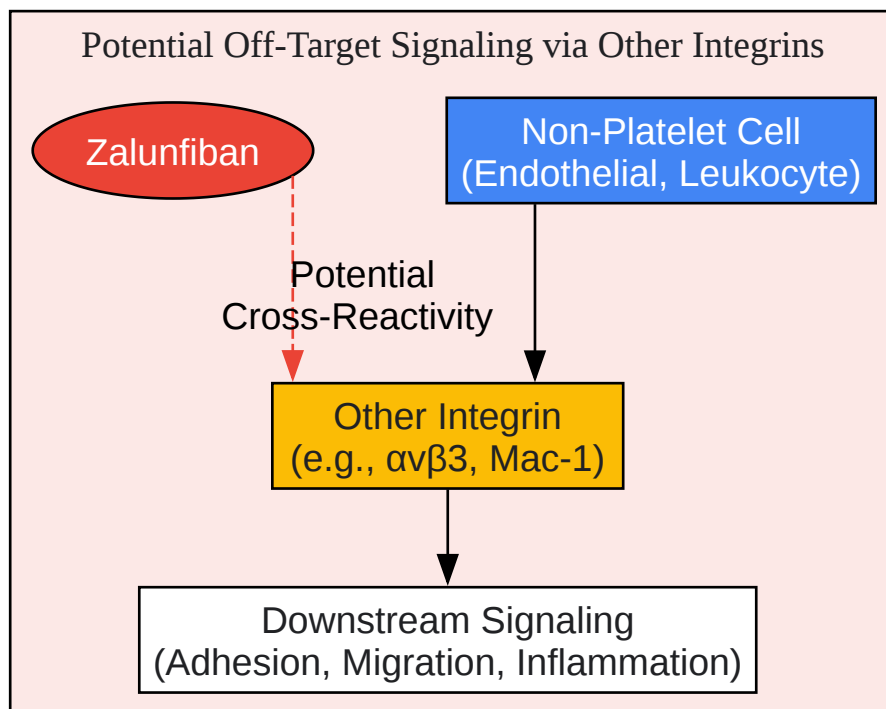 Potential Off-Target Signaling via Other Integrins
Zalunfiban
Non-Platelet Cell
(Endothelial, Leukocyte)
Potential
Cross-Reactivity
Other Integrin
(e.g., αvβ3, Mac-1)
Downstream Signaling
(Adhesion, Migration, Inflammation)